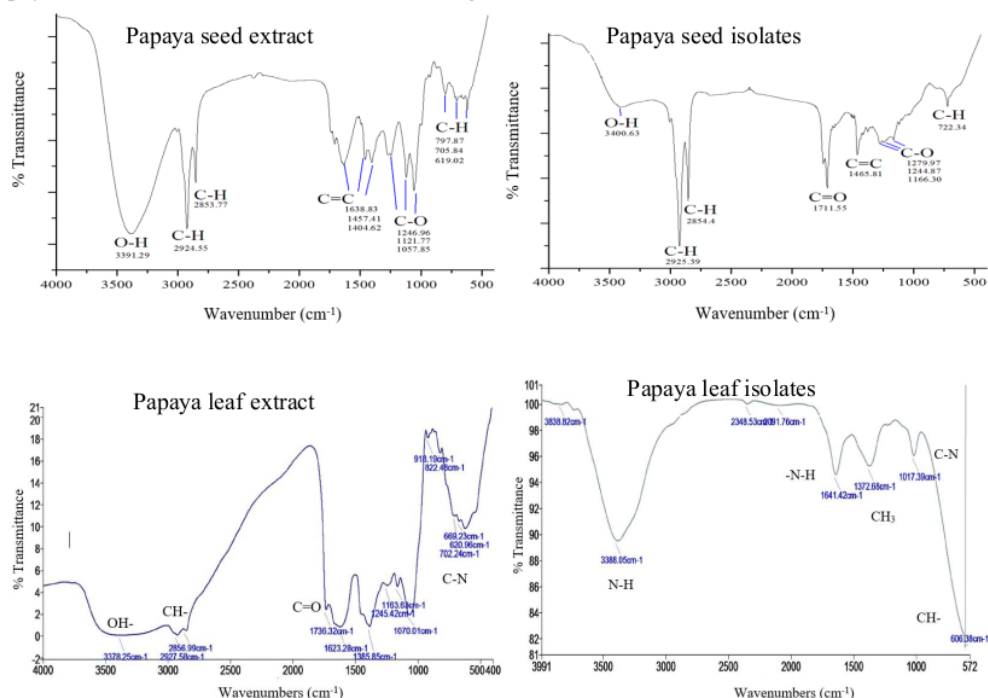 Papaya seed extract
% Transmittance
O-H
3391.29
C-H
2924.55
C-H
2853.77
C=C
1638.83
1457.41
1404.62
C-O
1246.96
1121.77
1057.85
C-H
797.87
705.84
619.02
4000 3500 3000 2500 2000 1500 1000 500
Wavenumber (cm-1)
Papaya seed isolates
% Transmittance
O-H
3400.63
C-H
2925.39
C-H
2854.4
C=O
1711.55
C=C
1465.81
C-O
1279.97
1244.87
1166.30
C-H
722.34
4000 3500 3000 2500 2000 1500 1000 500
Wavenumber (cm-1)
Papaya leaf extract
% Transmittance
21
20
18
16
14
12
10
8
6
4
2
0
-2
OH-
3378.25cm-1
CH-
2856.99cm-1
2927.58cm-1
C=O
1736.32cm-1
1623.28cm-1
1385.85cm-1
1163.63cm-1
1245.42cm-1
1070.01cm-1
918.19cm-1
822.48cm-1
669.23cm-1
620.96cm-1
702.24cm-1
C-N
4000 3500 3000 2500 2000 1500 1000 500400
Wavenumbers (cm-1)
Papaya leaf isolates
% Transmittance
101
100
98
96
94
92
90
88
86
84
82
81
3838.82cm-1
3388.05cm-1
N-H
2348.53cm-1
2091.76cm-1
-N-H
1641.42cm-1
1372.68cm-1
CH3
1017.39cm-1
C-N
CH-
606.38cm-1
3991 3500 3000 2500 2000 1500 1000 572
Wavenumbers (cm-1)